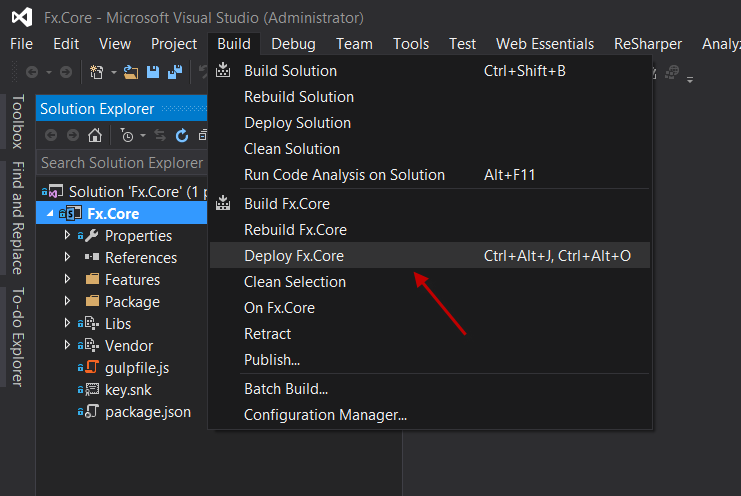 Fx.Core - Microsoft Visual Studio (Administrator)
File Edit View Project Build Debug Team Tools Test Web Essentials ReSharper Analy
Toolbox
Find and Replace
To-do Explorer
Solution Explorer
Search Solution Explorer
Solution 'Fx.Core' (1 p
Fx.Core
Properties
References
Features
Package
Libs
Vendor
gulpfile.js
key.snk
package.json
Build Solution Ctrl+Shift+B
Rebuild Solution
Deploy Solution
Clean Solution
Run Code Analysis on Solution Alt+F11
Build Fx.Core
Rebuild Fx.Core
Deploy Fx.Core Ctrl+Alt+J, Ctrl+Alt+O
Clean Selection
On Fx.Core
Retract
Publish...
Batch Build...
Configuration Manager...